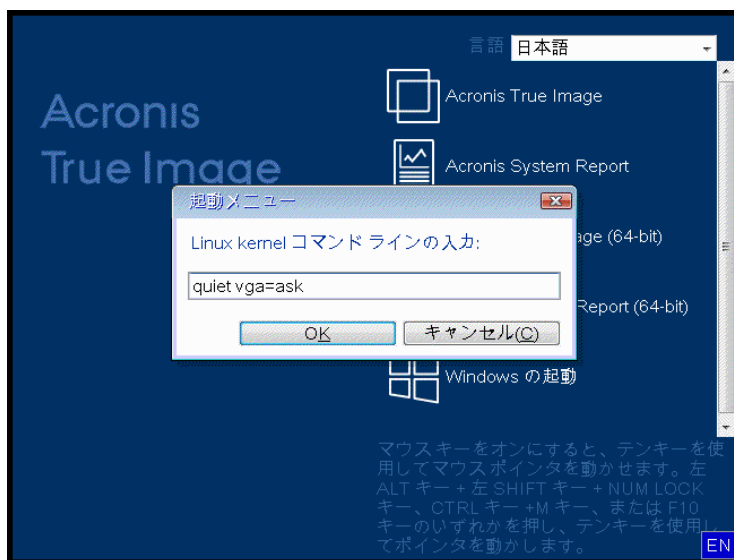 言語 日本語
Acronis
True Image
Acronis True Image
Acronis System Report
起動メニュー
Linux kernel コマンド ラインの入力:
quiet vga=ask
OK
キャンセル(C)
age (64-bit)
Report (64-bit)
Windows の起動
マウス キーをオンにすると、テンキーを使
用してマウス ポインタを動かせます。左
ALT キー + 左 SHIFT キー + NUM LOCK
キー、CTRL キー +M キー、または F10
キーのいずれかを押し、テンキーを使用し
てポインタを動かします。
EN